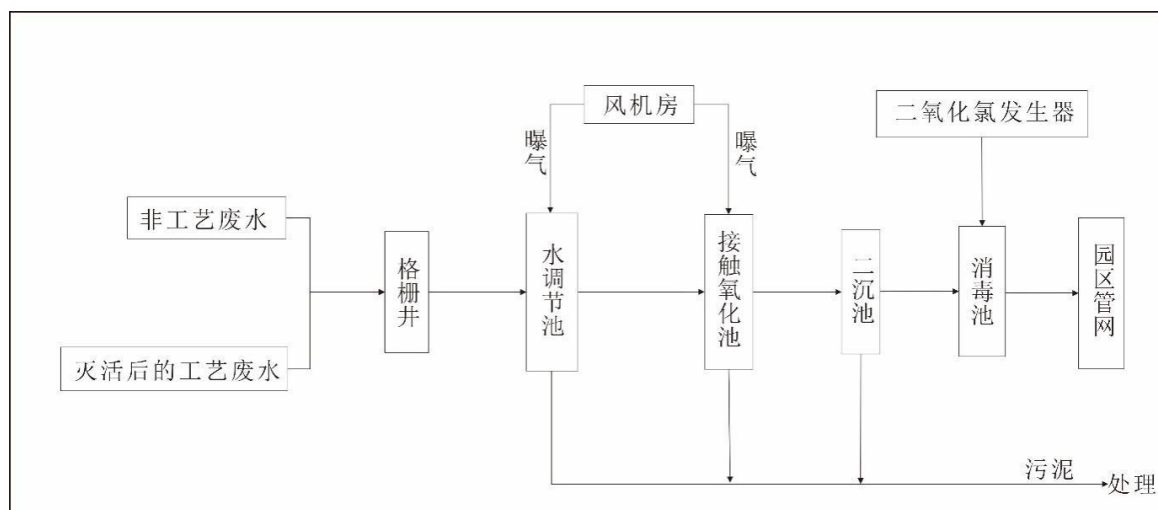 风机房
二氧化氯发生器
曝气
曝气
非工艺废水
灭活后的工艺废水
格栅井
水调节池
接触氧化池
二沉池
消毒池
园区管网
污泥
处理